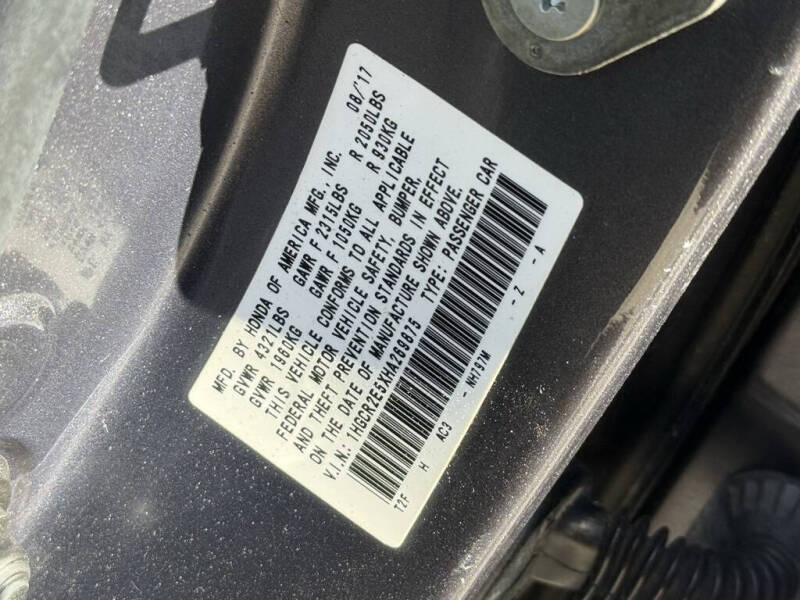 MFD. BY HONDA OF AMERICA MFG., INC. 08/'17
GVWR 4321LBS GAWR F 2315LBS R 2050LBS
GVWR 1960KG GAWR F 1050KG R 930KG
THIS VEHICLE CONFORMS TO ALL APPLICABLE
FEDERAL MOTOR VEHICLE SAFETY, BUMPER,
AND THEFT PREVENTION STANDARDS IN EFFECT
ON THE DATE OF MANUFACTURE SHOWN ABOVE.
V.I.N.: 1HGCR2E5XHA269675 TYPE: PASSENGER CAR
T2F H AC3 - NH797M - Z - A